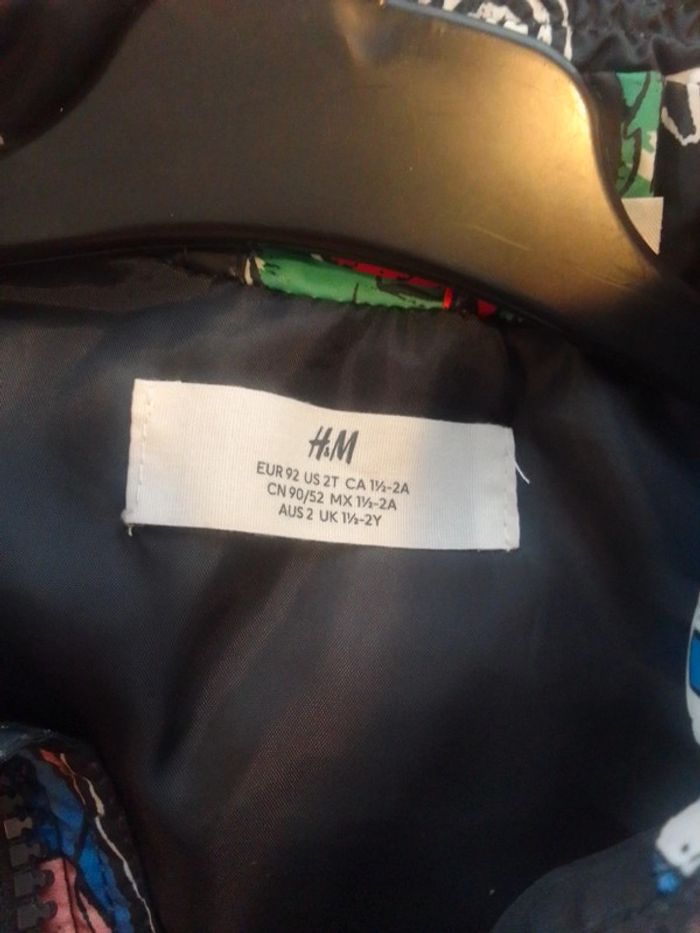 H&M
EUR 92 US 2T CA 1½-2A
CN 90/52 MX 1½-2A
AUS 2 UK 1½-2Y